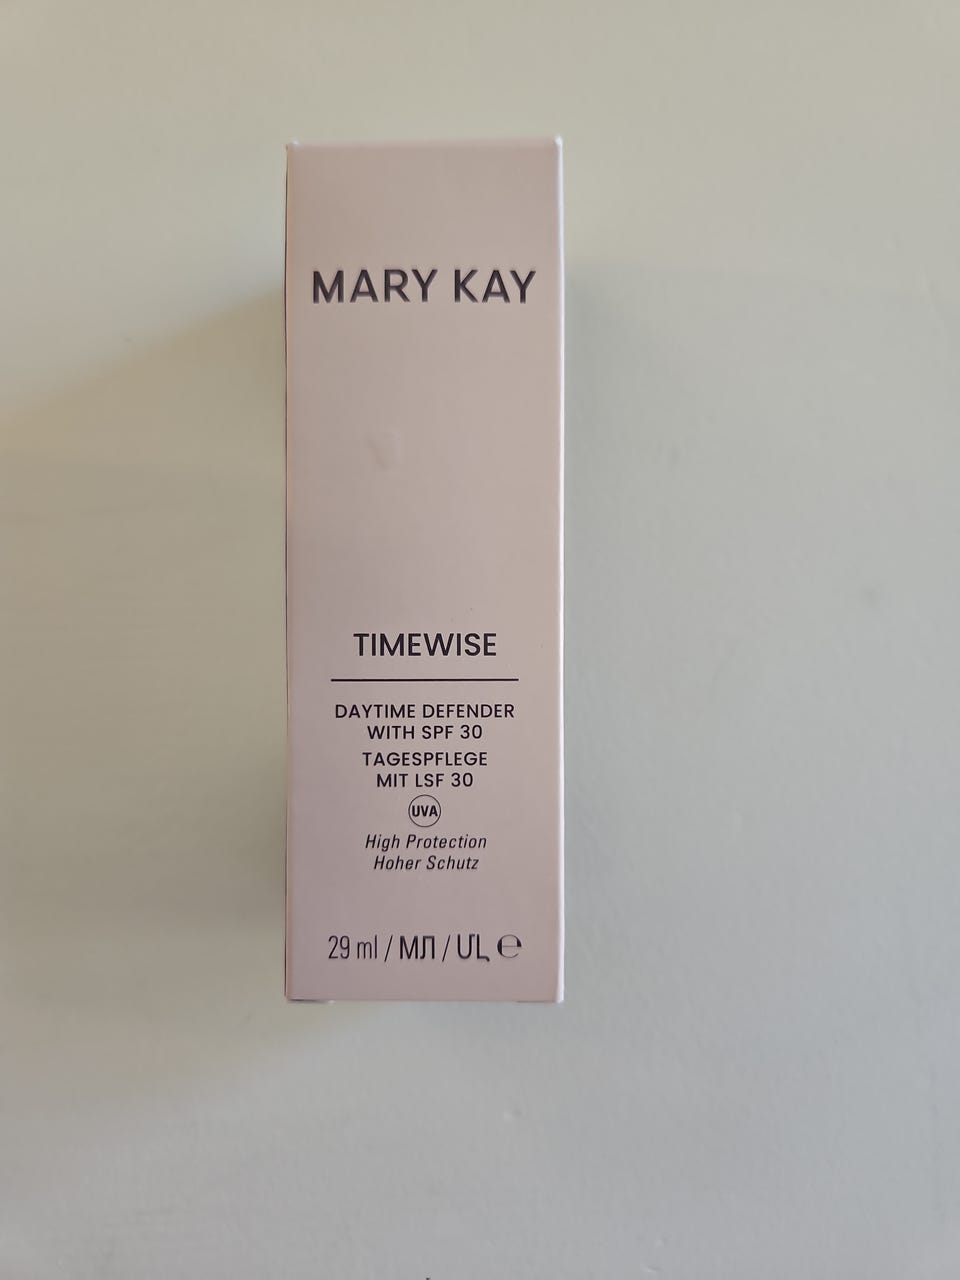 MARY KAY
TIMEWISE
DAYTIME DEFENDER
WITH SPF 30
TAGESPFLEGE
MIT LSF 30
UVA
High Protection
Hoher Schutz
29 ml / МЛ / ՄԼ ℮